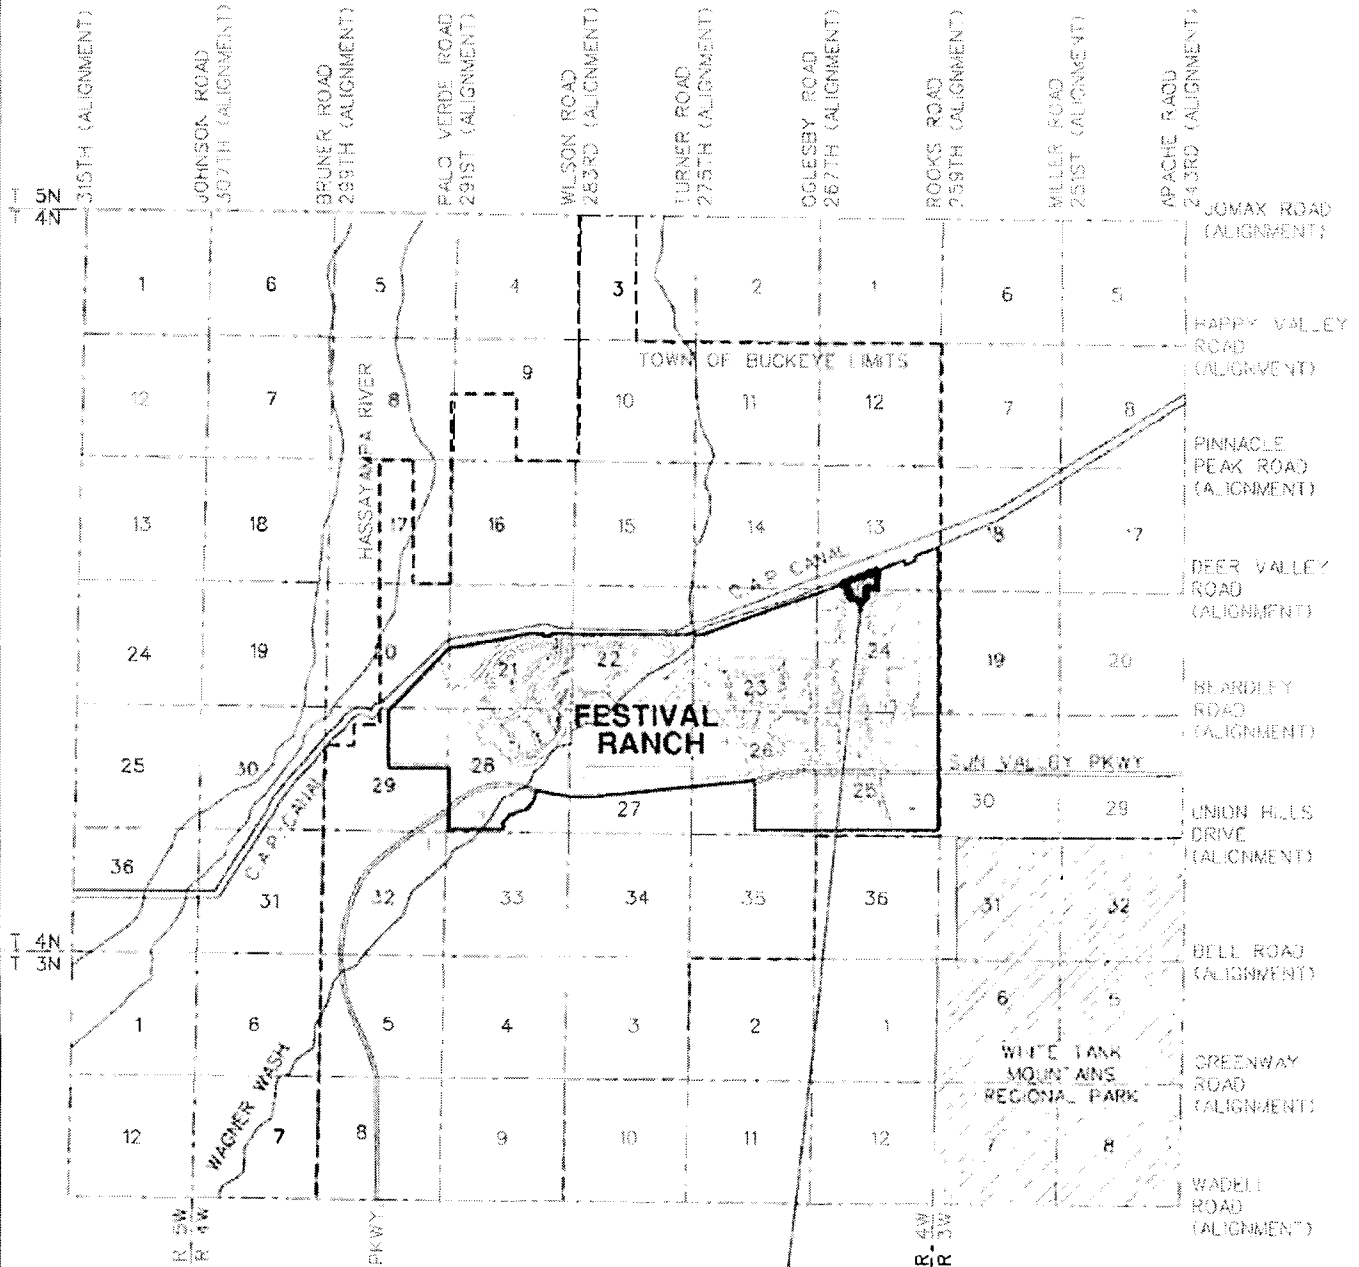 315TH (ALIGNMENT)
JOHNSON ROAD
307TH (ALIGNMENT)
BRUNER ROAD
299TH (ALIGNMENT)
PALO VERDE ROAD
291ST (ALIGNMENT)
WILSON ROAD
283RD (ALIGNMENT)
TURNER ROAD
275TH (ALIGNMENT)
OGLESBY ROAD
267TH (ALIGNMENT)
ROOKS ROAD
259TH (ALIGNMENT)
MILLER ROAD
251ST (ALIGNMENT)
APACHE RAOD
243RD (ALIGNMENT)
T 5N
T 4N
JOMAX ROAD
(ALIGNMENT)
1 6 5 4 3 2 1 6 5
HAPPY VALLEY
ROAD
(ALIGNMENT)
TOWN OF BUCKEYE LIMITS
12 7 8 9 10 11 12 7 8
HASSAYAMPA RIVER
PINNACLE
PEAK ROAD
(ALIGNMENT)
13 18 17 16 15 14 13 18 17
C.A.P. CANAL
DEER VALLEY
ROAD
(ALIGNMENT)
24 19 20 21 22 23 24 19 20
BEARDLEY
ROAD
(ALIGNMENT)
FESTIVAL
RANCH
25 30 29 28 27 26 25 30 29
SUN VALLEY PKWY
C.A.P. CANAL
UNION HILLS
DRIVE
(ALIGNMENT)
36 31 32 33 34 35 36 31 32
T 4N
T 3N
BELL ROAD
(ALIGNMENT)
1 6 5 4 3 2 1 6 5
WHITE TANK
MOUNTAINS
REGIONAL PARK
GREENWAY
ROAD
(ALIGNMENT)
WAGNER WASH
12 7 8 9 10 11 12 7 8
WADELL
ROAD
(ALIGNMENT)
R 5W
R 4W
PKWY
R 4W
R 3W